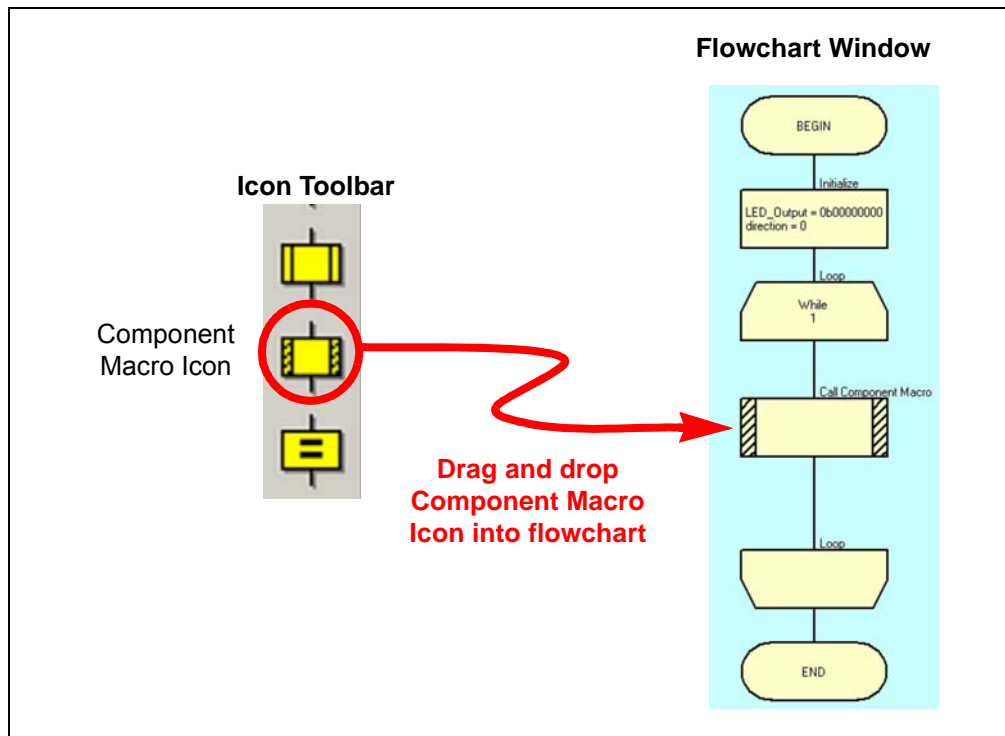 Flowchart Window
BEGIN
Icon Toolbar
Initialize
LED_Output = 0b00000000
direction = 0
Loop
While
1
Component
Macro Icon
Call Component Macro
Drag and drop
Component Macro
Icon into flowchart
Loop
END